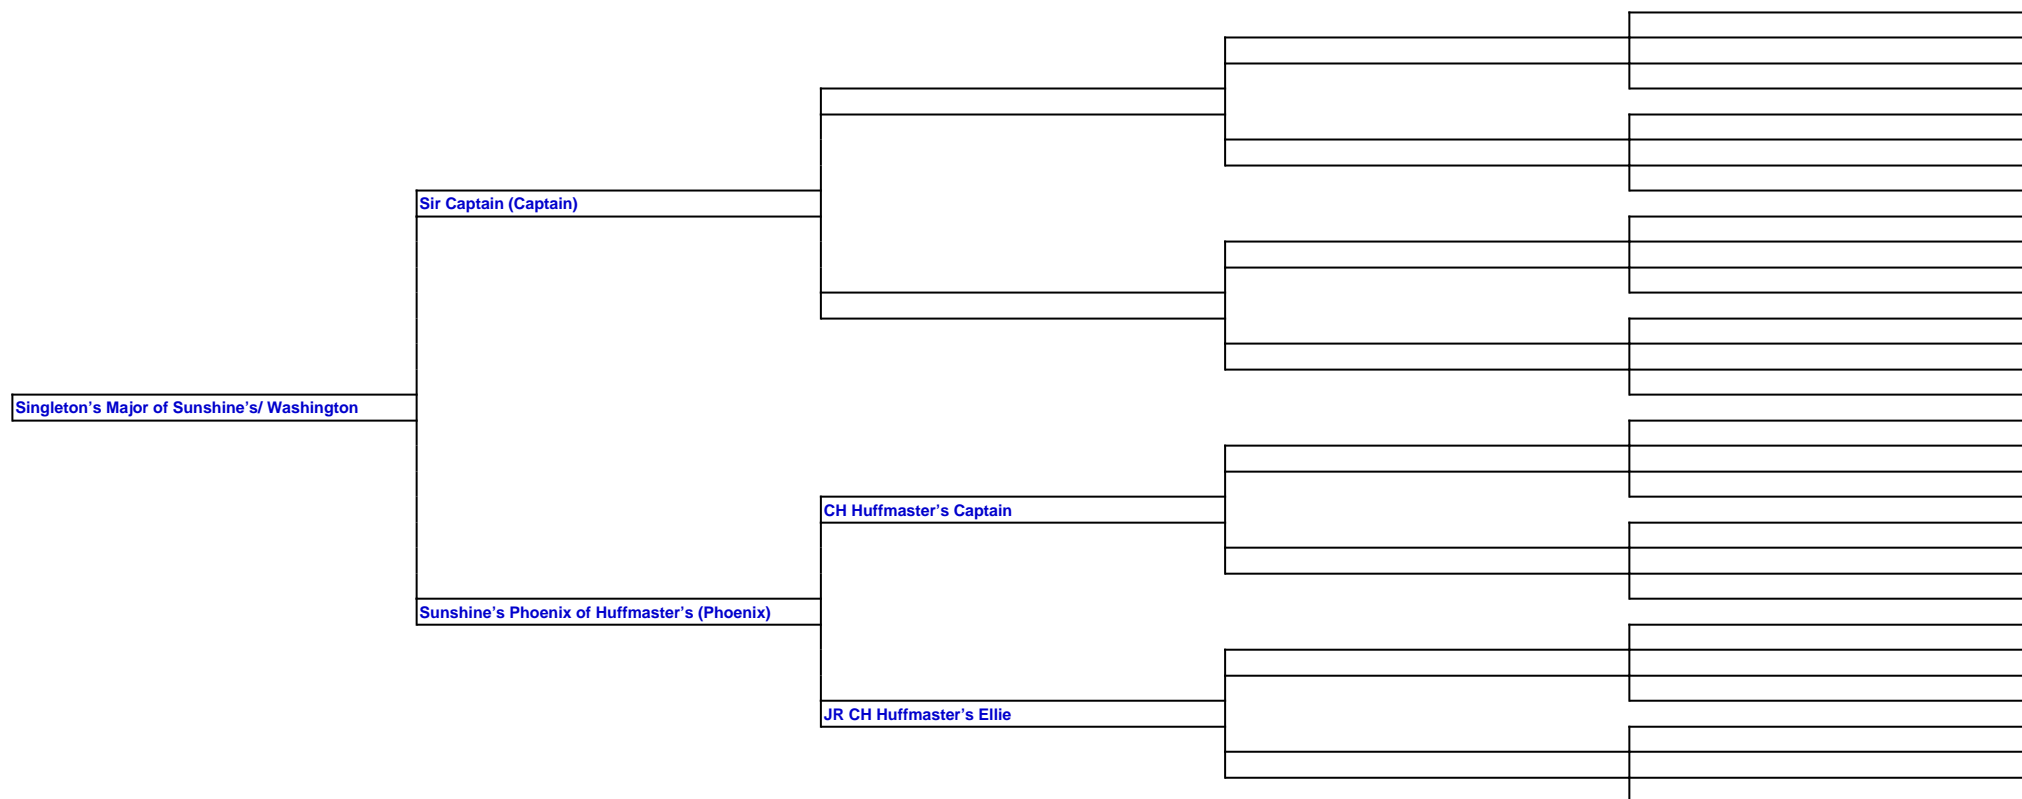 Sir Captain (Captain)
Singleton’s Major of Sunshine’s/ Washington
CH Huffmaster’s Captain
Sunshine’s Phoenix of Huffmaster’s (Phoenix)
JR CH Huffmaster’s Ellie